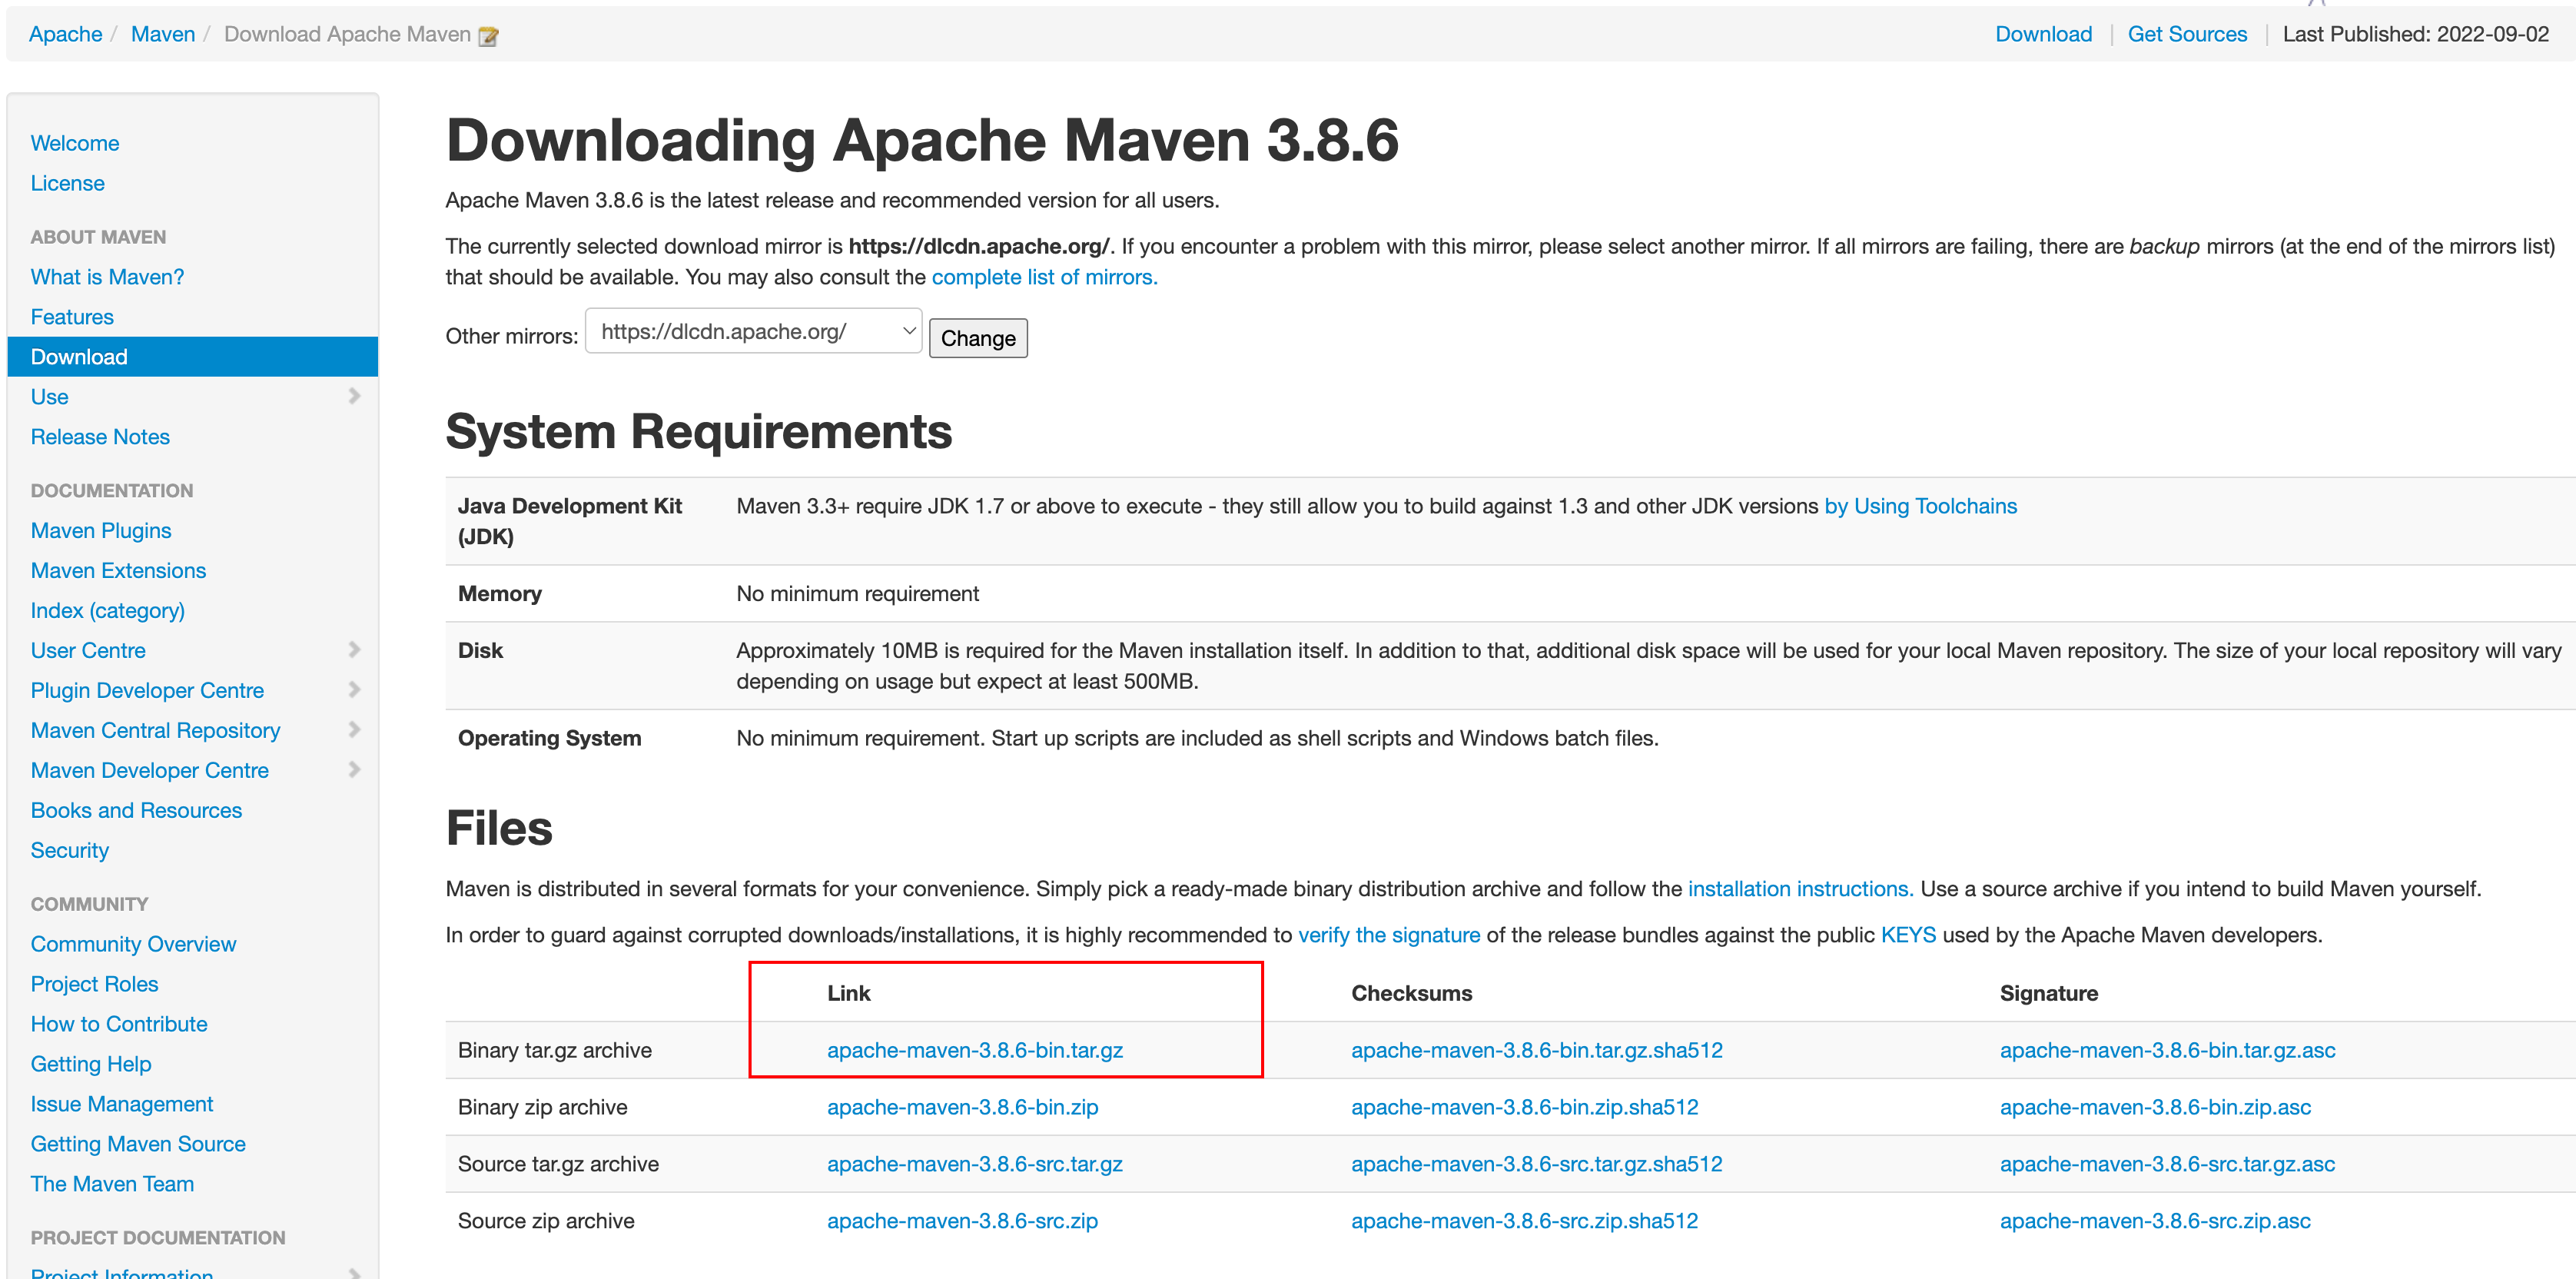 Apache / Maven / Download Apache Maven
Download | Get Sources | Last Published: 2022-09-02
Welcome
License
ABOUT MAVEN
What is Maven?
Features
Download
Use
Release Notes
DOCUMENTATION
Maven Plugins
Maven Extensions
Index (category)
User Centre
Plugin Developer Centre
Maven Central Repository
Maven Developer Centre
Books and Resources
Security
COMMUNITY
Community Overview
Project Roles
How to Contribute
Getting Help
Issue Management
Getting Maven Source
The Maven Team
PROJECT DOCUMENTATION
Project Information
Downloading Apache Maven 3.8.6
Apache Maven 3.8.6 is the latest release and recommended version for all users.
The currently selected download mirror is https://dlcdn.apache.org/. If you encounter a problem with this mirror, please select another mirror. If all mirrors are failing, there are backup mirrors (at the end of the mirrors list)
that should be available. You may also consult the complete list of mirrors.
Other mirrors: https://dlcdn.apache.org/ Change
System Requirements
Java Development Kit Maven 3.3+ require JDK 1.7 or above to execute - they still allow you to build against 1.3 and other JDK versions by Using Toolchains
(JDK)
Memory No minimum requirement
Disk Approximately 10MB is required for the Maven installation itself. In addition to that, additional disk space will be used for your local Maven repository. The size of your local repository will vary
depending on usage but expect at least 500MB.
Operating System No minimum requirement. Start up scripts are included as shell scripts and Windows batch files.
Files
Maven is distributed in several formats for your convenience. Simply pick a ready-made binary distribution archive and follow the installation instructions. Use a source archive if you intend to build Maven yourself.
In order to guard against corrupted downloads/installations, it is highly recommended to verify the signature of the release bundles against the public KEYS used by the Apache Maven developers.
Link Checksums Signature
Binary tar.gz archive apache-maven-3.8.6-bin.tar.gz apache-maven-3.8.6-bin.tar.gz.sha512 apache-maven-3.8.6-bin.tar.gz.asc
Binary zip archive apache-maven-3.8.6-bin.zip apache-maven-3.8.6-bin.zip.sha512 apache-maven-3.8.6-bin.zip.asc
Source tar.gz archive apache-maven-3.8.6-src.tar.gz apache-maven-3.8.6-src.tar.gz.sha512 apache-maven-3.8.6-src.tar.gz.asc
Source zip archive apache-maven-3.8.6-src.zip apache-maven-3.8.6-src.zip.sha512 apache-maven-3.8.6-src.zip.asc